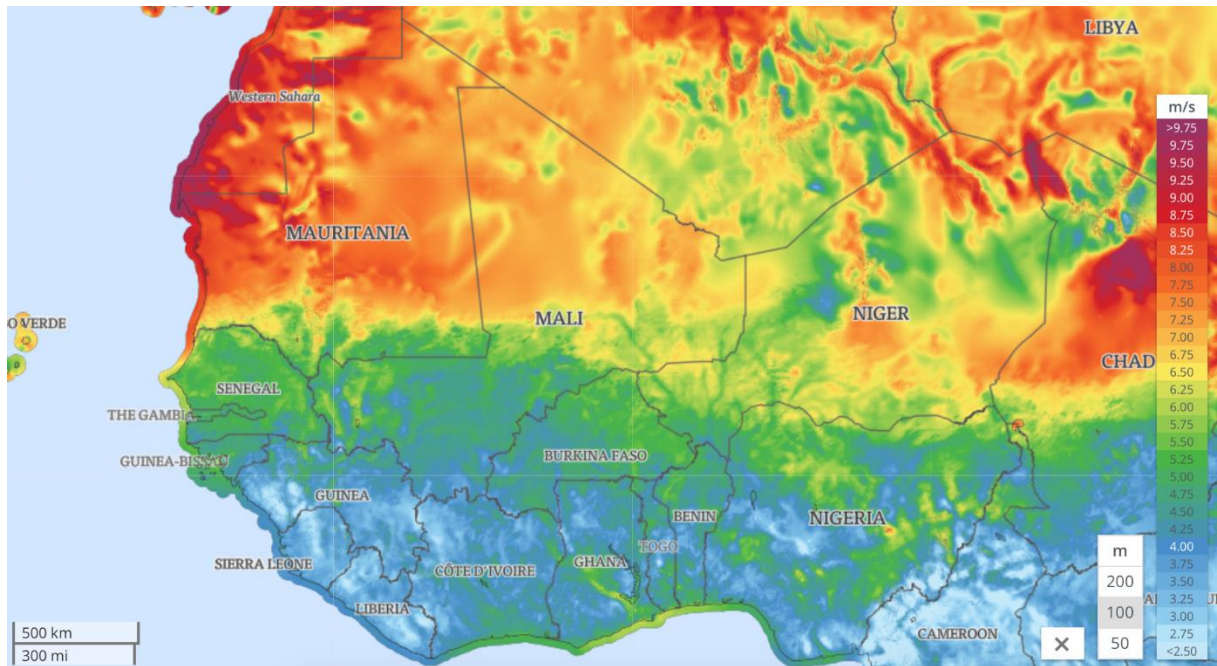 LIBYA
Western Sahara
m/s
>9.75
9.75
9.50
9.25
9.00
8.75
8.50
8.25
8.00
7.75
7.50
7.25
7.00
6.75
6.50
6.25
6.00
5.75
5.50
5.25
5.00
4.75
4.50
4.25
4.00
3.75
3.50
3.25
3.00
2.75
<2.50
MAURITANIA
O VERDE
MALI
NIGER
CHAD
SENEGAL
THE GAMBIA
GUINEA-BISSAU
BURKINA FASO
GUINEA
BENIN
NIGERIA
TOGO
SIERRA LEONE
CÔTE D'IVOIRE
GHANA
LIBERIA
CAMEROON
m
200
100
50
500 km
300 mi